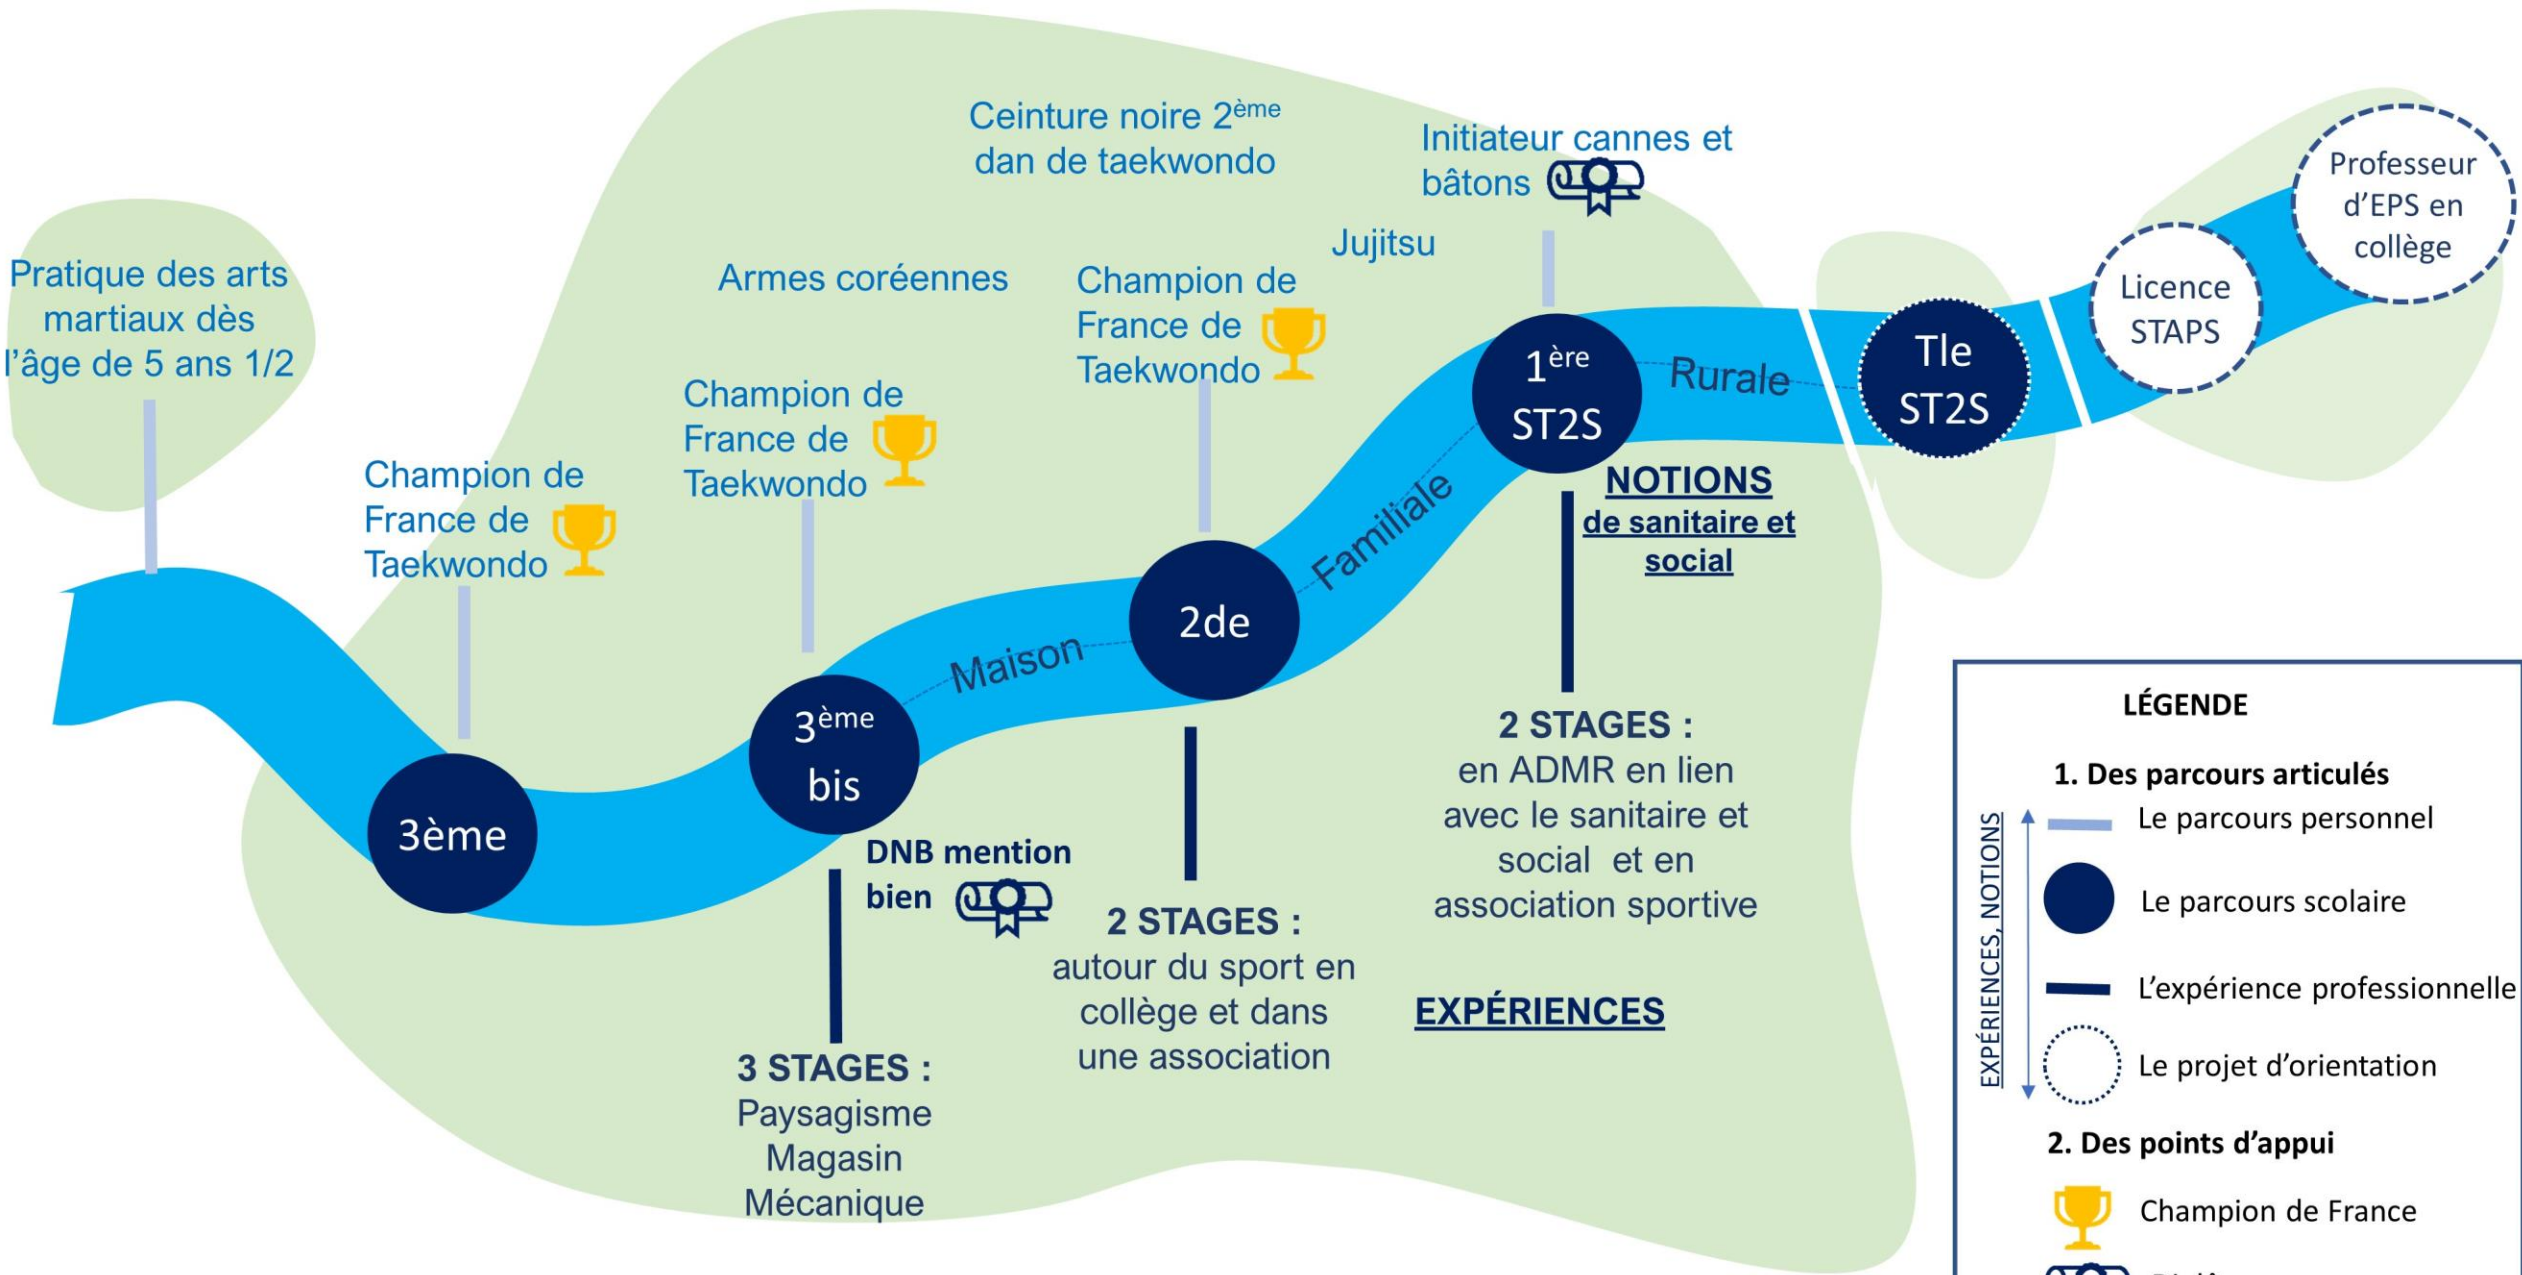 Pratique des arts
martiaux dès
l'âge de 5 ans 1/2
Champion de
France de
Taekwondo
Champion de
France de
Taekwondo
Armes coréennes
Ceinture noire 2ème
dan de taekwondo
Champion de
France de
Taekwondo
Jujitsu
Initiateur cannes et
bâtons
3ème
3ème
bis
Maison
2de
Familiale
1ère
ST2S
Rurale
Tle
ST2S
Licence
STAPS
Professeur
d'EPS en
collège
DNB mention
bien
3 STAGES :
Paysagisme
Magasin
Mécanique
2 STAGES :
autour du sport en
collège et dans
une association
NOTIONS
de sanitaire et
social
2 STAGES :
en ADMR en lien
avec le sanitaire et
social et en
association sportive
EXPÉRIENCES
LÉGENDE
1. Des parcours articulés
EXPÉRIENCES, NOTIONS
Le parcours personnel
Le parcours scolaire
L'expérience professionnelle
Le projet d'orientation
2. Des points d'appui
Champion de France